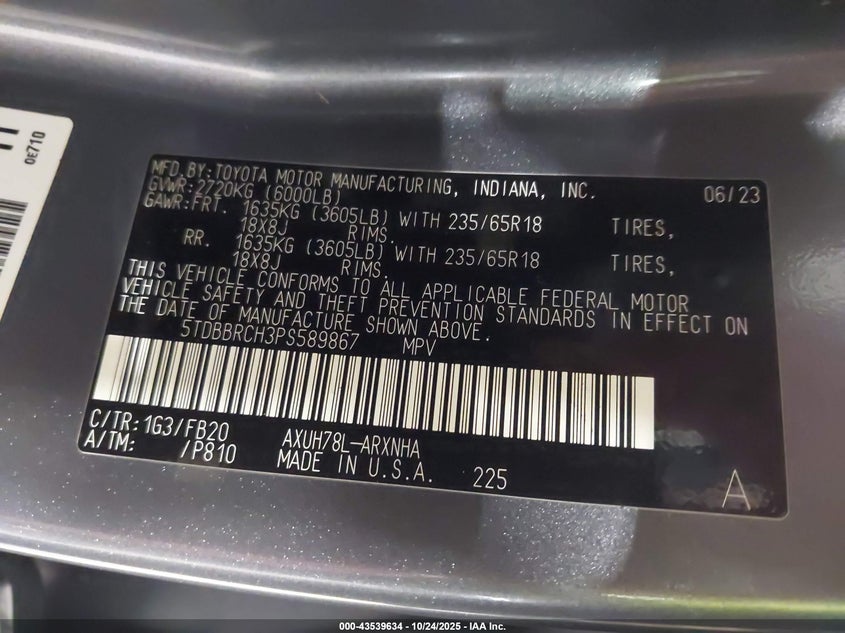 0E710
MFD.BY:TOYOTA MOTOR MANUFACTURING, INDIANA, INC. 06/23
GVWR:2720KG (6000LB)
GAWR:FRT. 1635KG (3605LB) WITH 235/65R18 TIRES,
18X8J RIMS.
RR. 1635KG (3605LB) WITH 235/65R18 TIRES,
18X8J RIMS.
THIS VEHICLE CONFORMS TO ALL APPLICABLE FEDERAL MOTOR
VEHICLE SAFETY AND THEFT PREVENTION STANDARDS IN EFFECT ON
THE DATE OF MANUFACTURE SHOWN ABOVE.
5TDBBRCH3PS589867 MPV
C/TR:1G3/FB20 AXUH78L-ARXNHA
A/TM: /P810 MADE IN U.S.A. 225
A
000-43539634 - 10/24/2025 - IAA Inc.